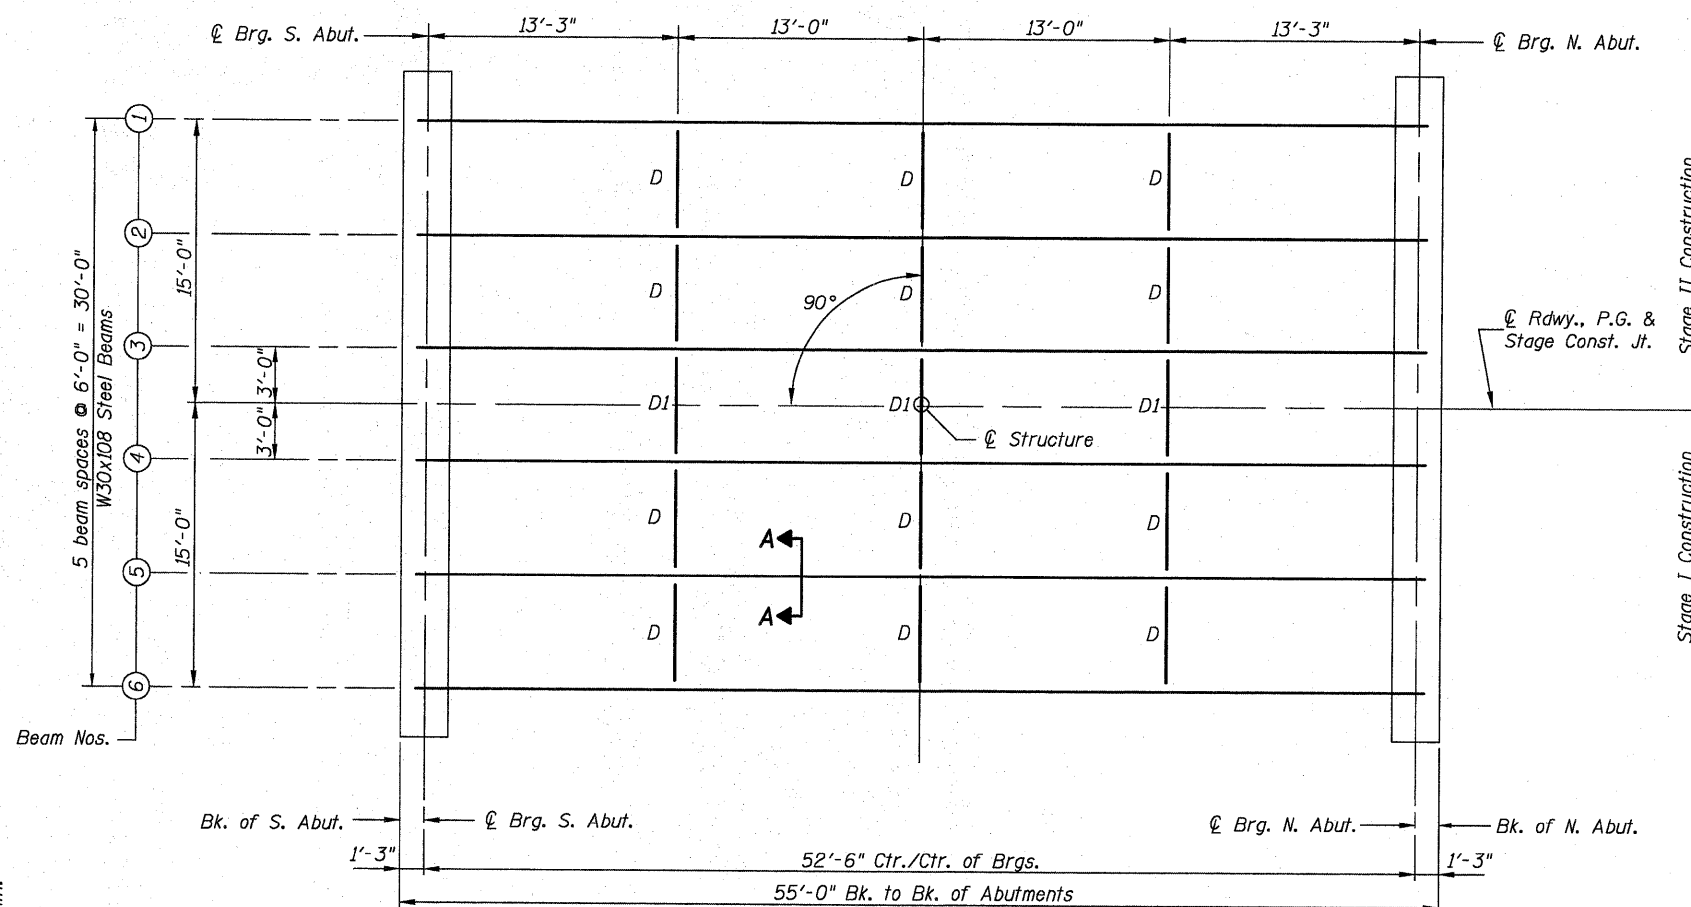 13'-3"
13'-0"
13'-0"
13'-3"
℄ Brg. S. Abut.
℄ Brg. N. Abut.
1
2
3
4
5
6
Beam Nos.
5 beam spaces @ 6'-0" = 30'-0"
W30x108 Steel Beams
15'-0"
15'-0"
3'-0"
3'-0"
D
D
D
D
D
D
90°
D1
D1
D1
℄ Structure
℄ Rdwy., P.G. &
Stage Const. Jt.
Stage II Construction
Stage I Construction
D
D
D
A
A
D
D
D
Bk. of S. Abut.
℄ Brg. S. Abut.
℄ Brg. N. Abut.
Bk. of N. Abut.
1'-3"
52'-6" Ctr./Ctr. of Brgs.
1'-3"
55'-0" Bk. to Bk. of Abutments